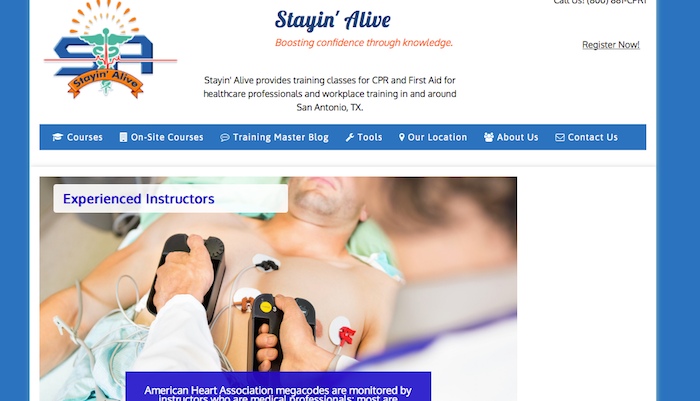 Call Us! (800) 881-CPR1
Stayin' Alive
Boosting confidence through knowledge.
Register Now!
SA
Stayin' Alive
Stayin' Alive provides training classes for CPR and First Aid for
healthcare professionals and workplace training in and around
San Antonio, TX.
Courses On-Site Courses Training Master Blog Tools Our Location About Us Contact Us
Experienced Instructors
American Heart Association megacodes are monitored by
instructors who are medical professionals; most are